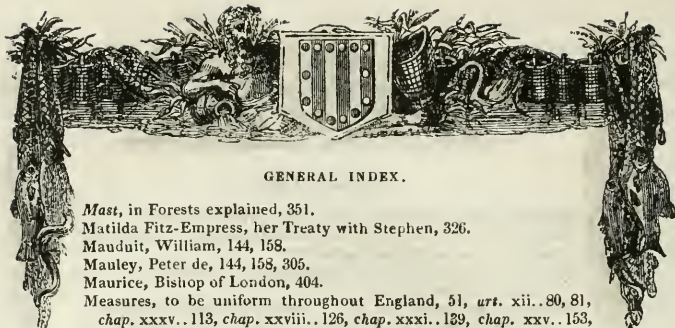 GENERAL INDEX.
Mast, in Forests explained, 351.
Matilda Fitz-Empress, her Treaty with Stephen, 326.
Mauduit, William, 144, 158.
Mauley, Peter de, 144, 158, 305.
Maurice, Bishop of London, 404.
Measures, to be uniform throughout England, 51, art. xii..80, 81,
chap. xxxv..113, chap. xxviii..126, chap. xxxi..139, chap. xxv..153,